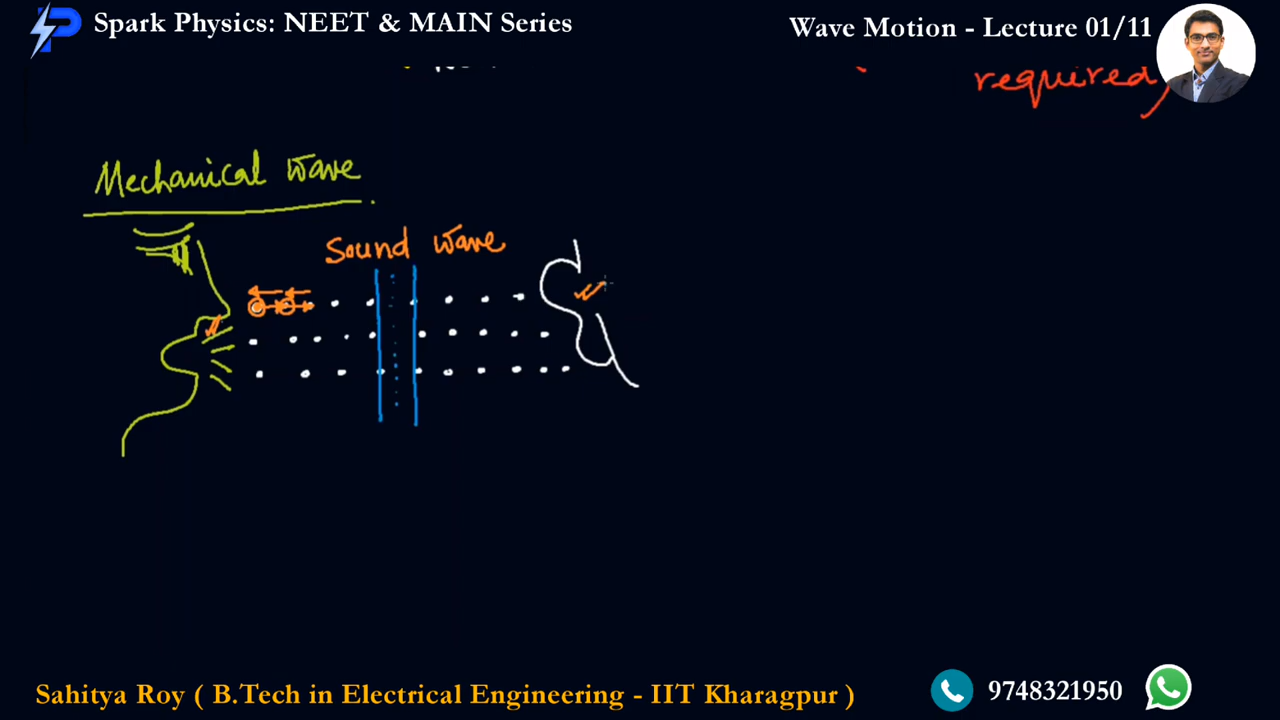 Spark Physics: NEET & MAIN Series
Wave Motion - Lecture 01/11
required)
Mechanical wave
Sound wave
Sahitya Roy ( B.Tech in Electrical Engineering - IIT Kharagpur )
9748321950